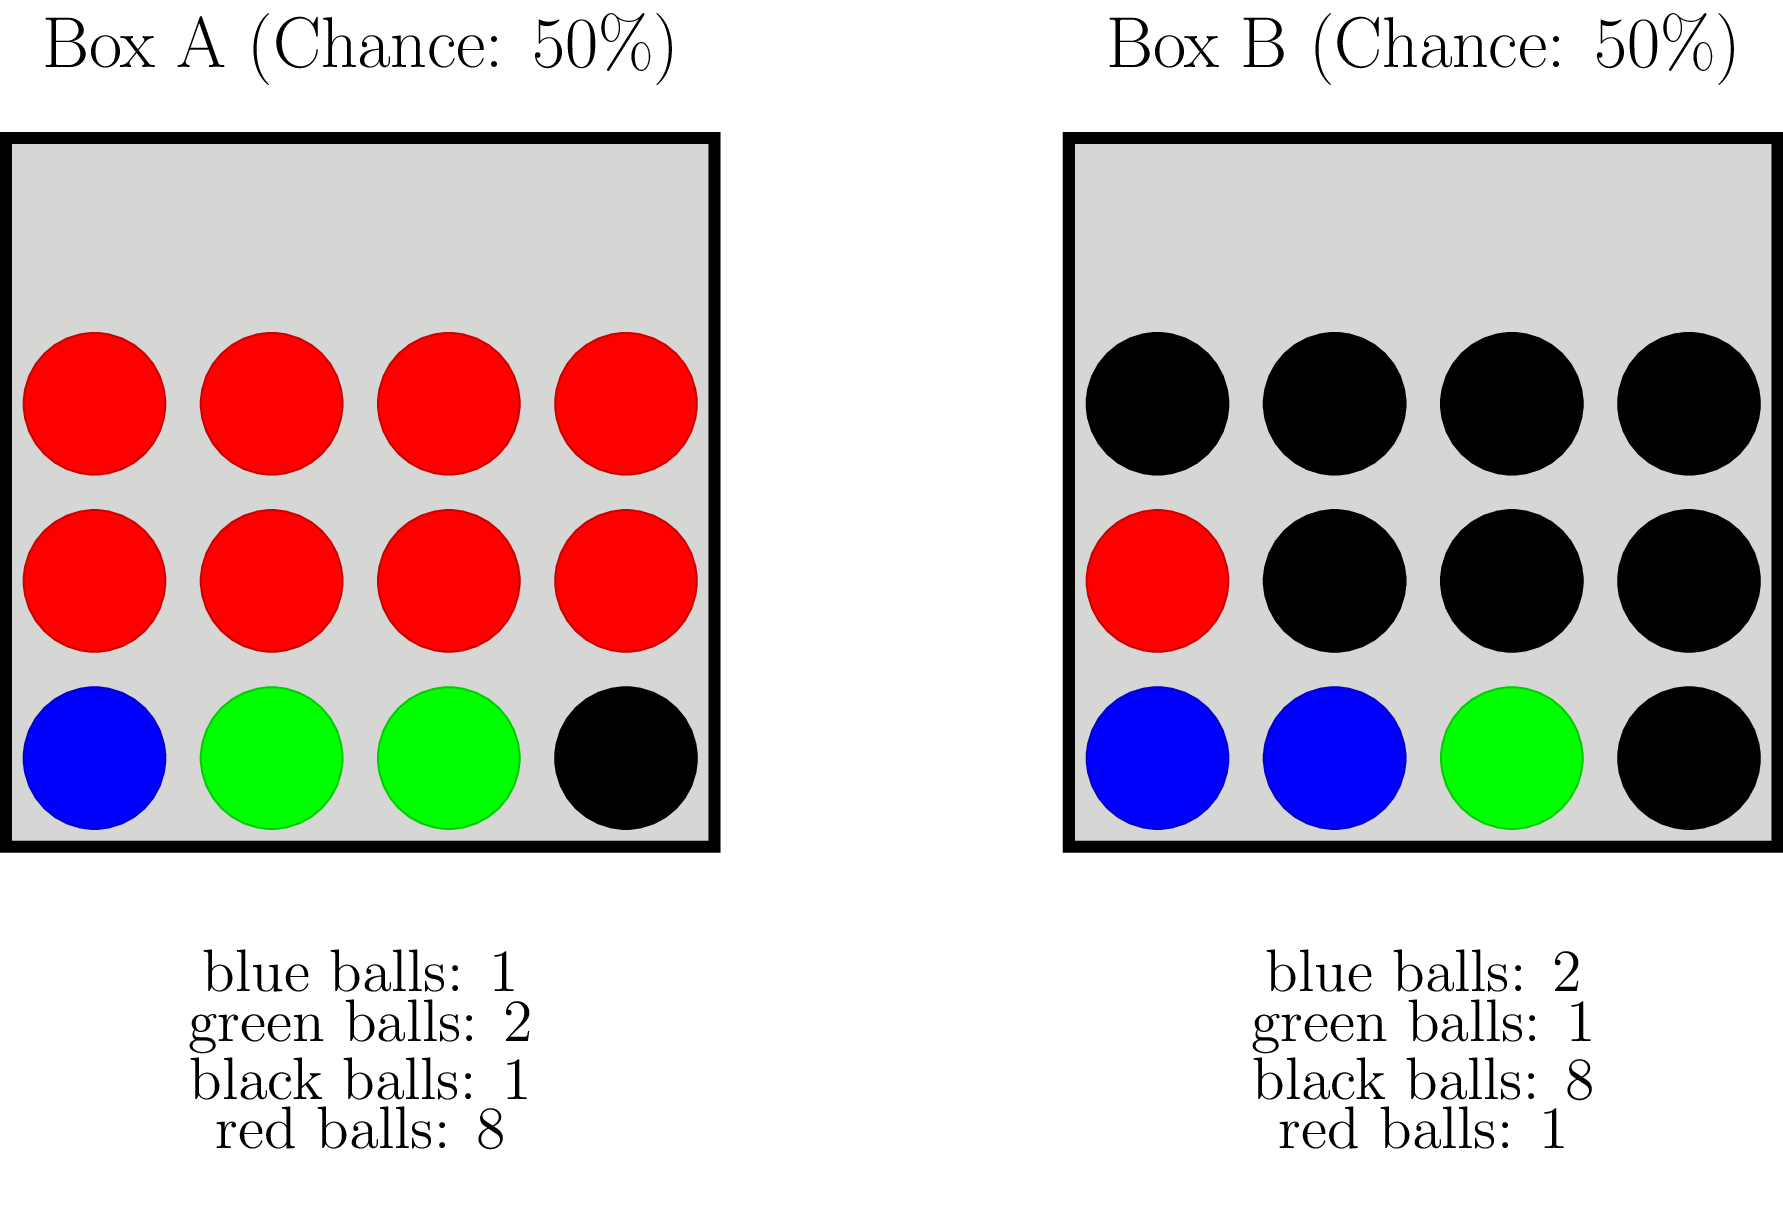 Box A (Chance: 50%)
Box B (Chance: 50%)
blue balls: 1
green balls: 2
black balls: 1
red balls: 8
blue balls: 2
green balls: 1
black balls: 8
red balls: 1